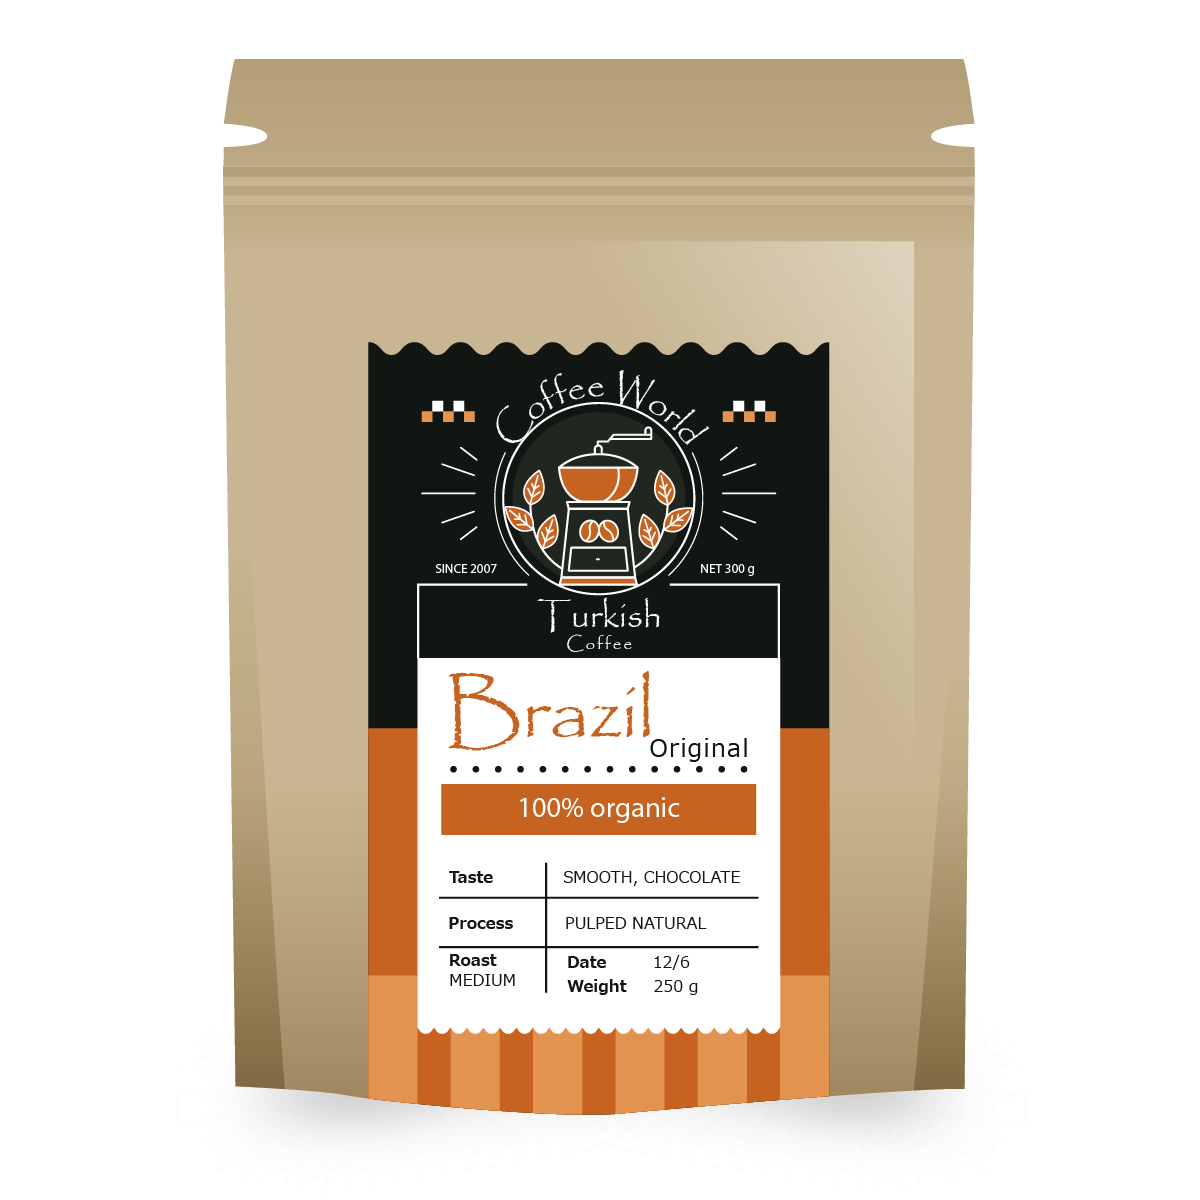 Coffee World
SINCE 2007
NET 300 g
Turkish
Coffee
Brazil
Original
100% organic
Taste SMOOTH, CHOCOLATE
Process PULPED NATURAL
Roast
MEDIUM
Date 12/6
Weight 250 g